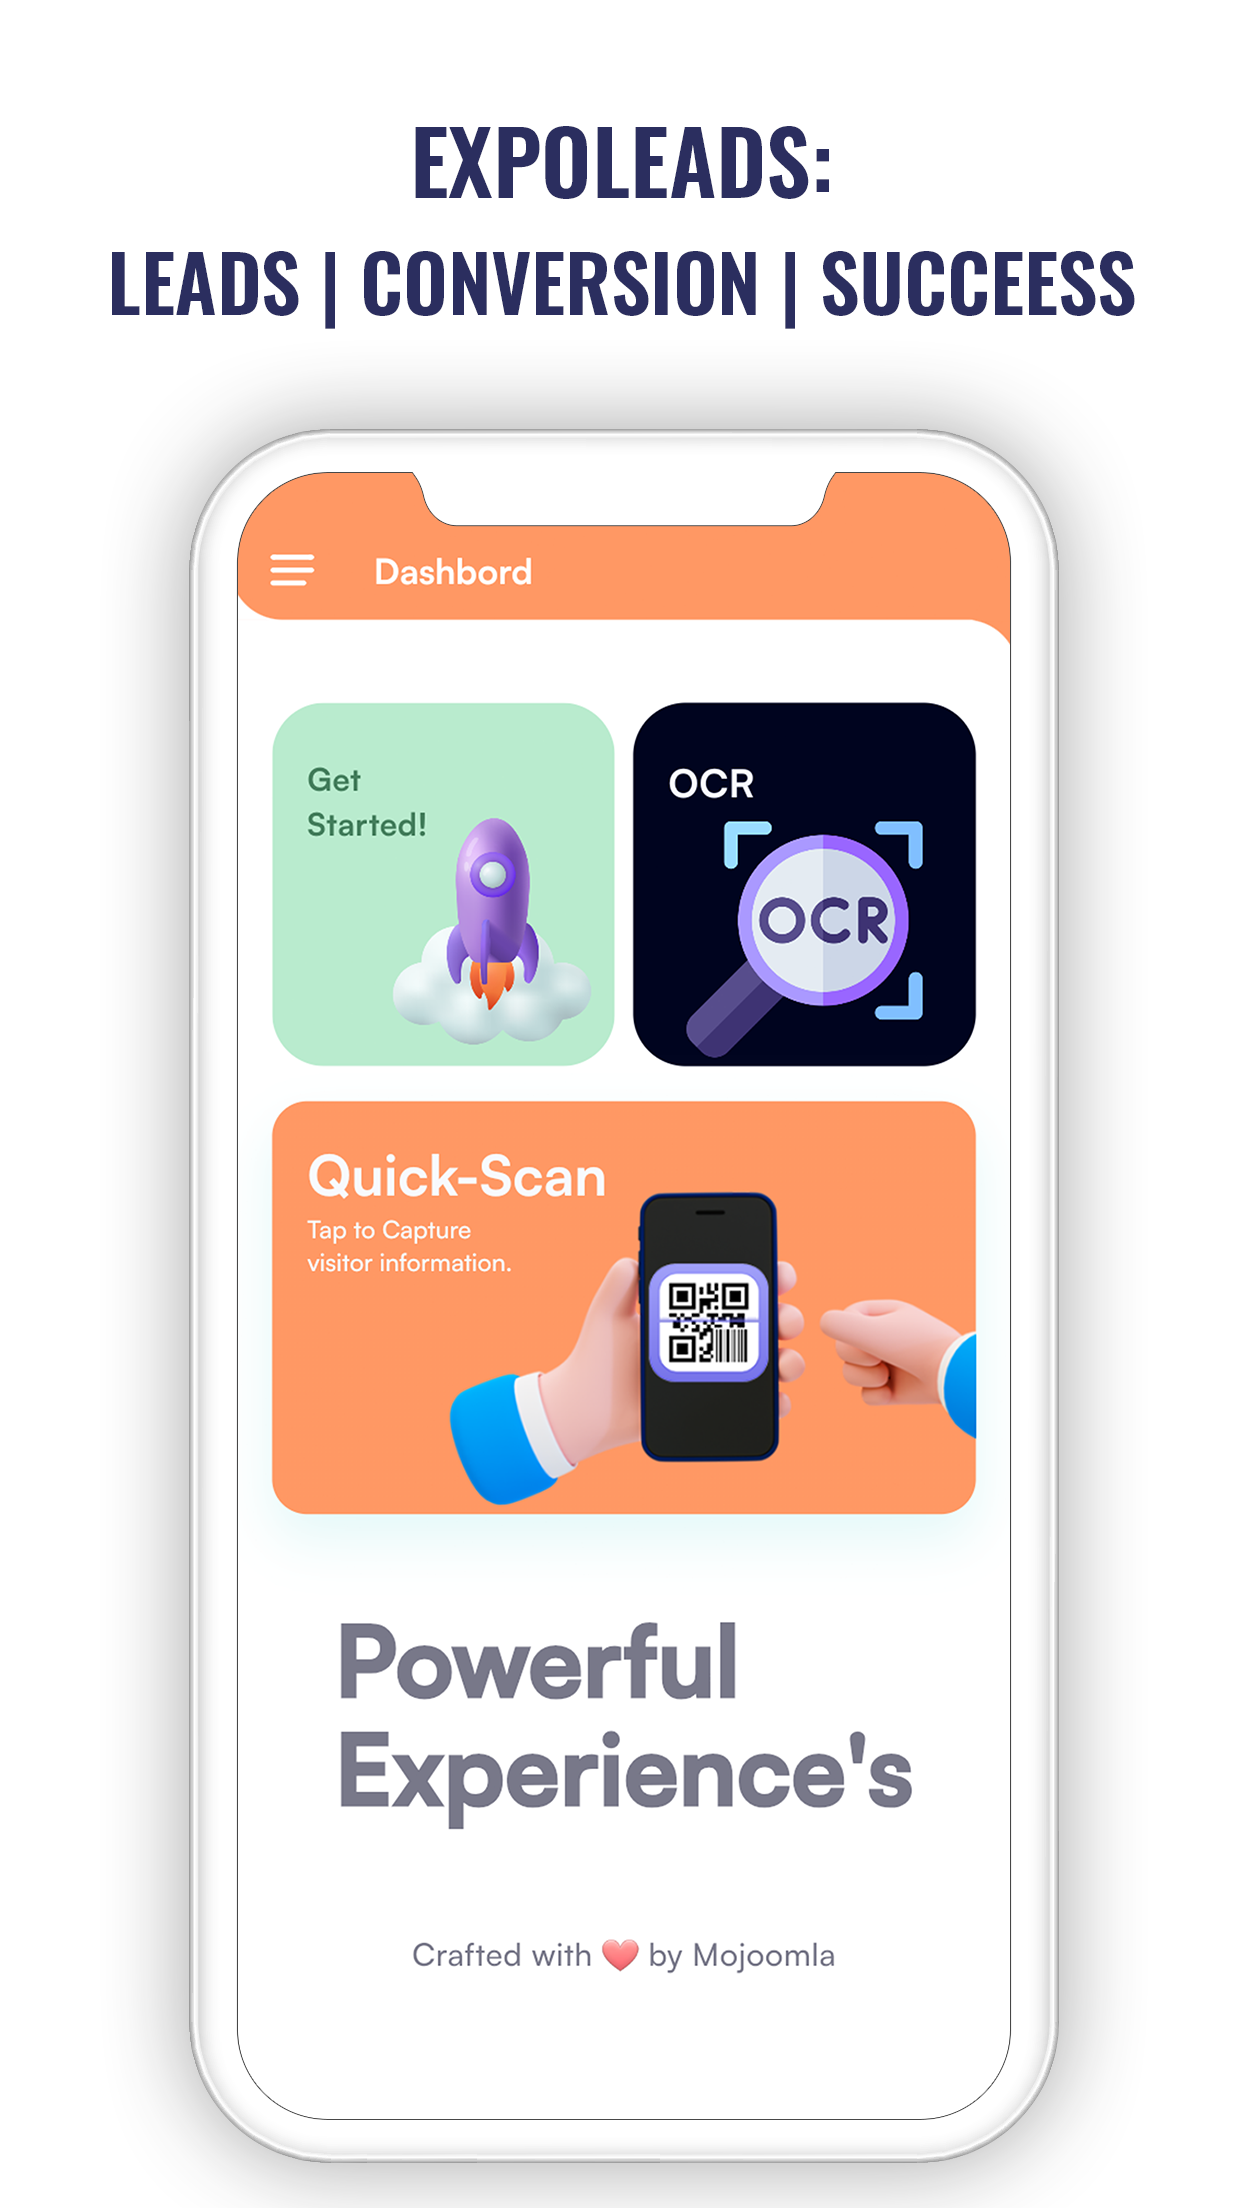 EXPOLEADS:
LEADS | CONVERSION | SUCCEESS
Dashbord
Get
Started!
OCR
OCR
Quick-Scan
Tap to Capture
visitor information.
Powerful
Experience's
Crafted with ❤️ by Mojoomla